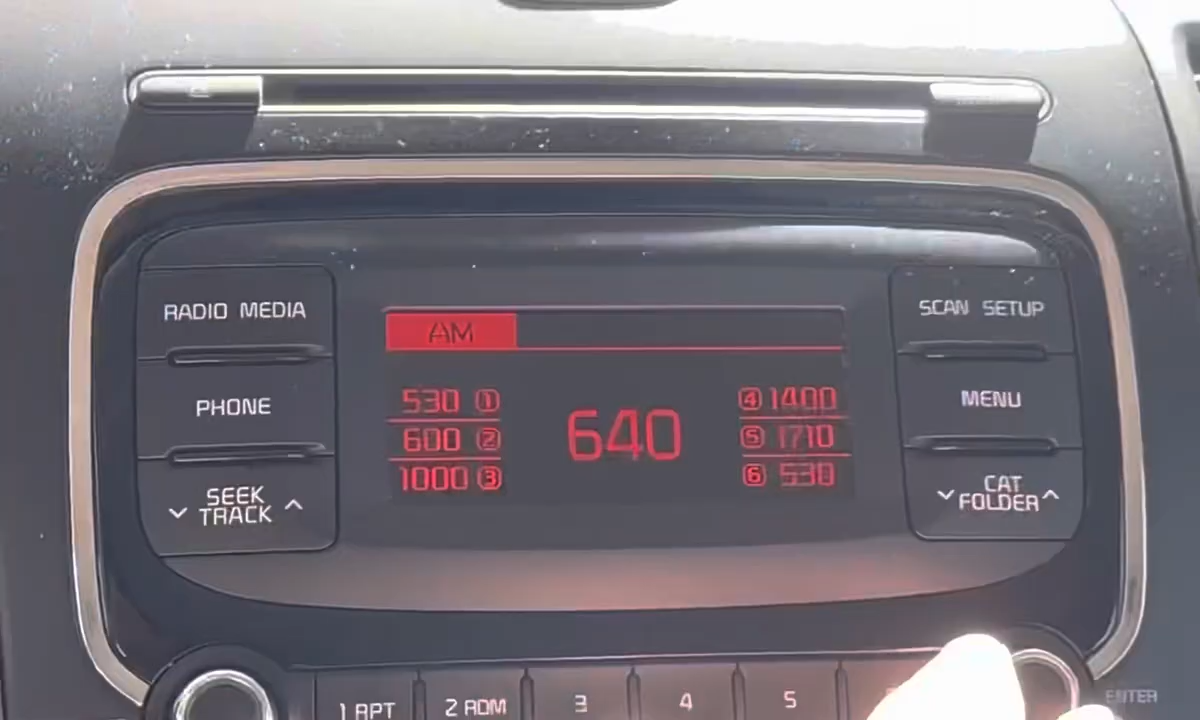 RADIO MEDIA
PHONE
SEEK
TRACK
AM
530 1
600 2
1000 3
640
4 1400
5 1710
6 530
SCAN SETUP
MENU
CAT
FOLDER
1 RPT
2 RDM
3
4
5
ENTER